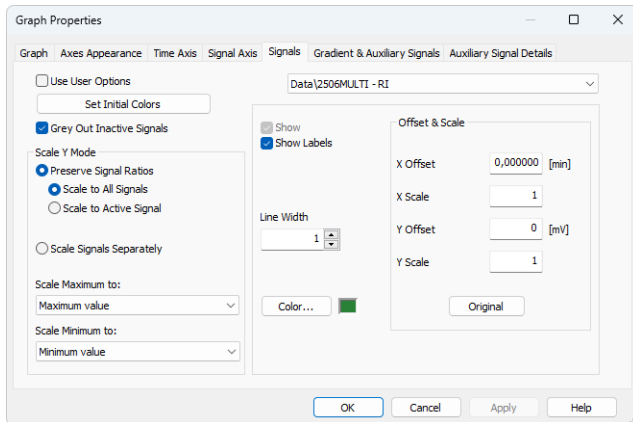 Graph Properties
Graph Axes Appearance Time Axis Signal Axis Signals Gradient & Auxiliary Signals Auxiliary Signal Details
Use User Options
Data\2506MULTI - RI
Set Initial Colors
Grey Out Inactive Signals
Scale Y Mode
Preserve Signal Ratios
Scale to All Signals
Scale to Active Signal
Scale Signals Separately
Scale Maximum to:
Maximum value
Scale Minimum to:
Minimum value
Show
Show Labels
Line Width
1
Color...
Offset & Scale
X Offset 0,000000 [min]
X Scale 1
Y Offset 0 [mV]
Y Scale 1
Original
OK Cancel Apply Help